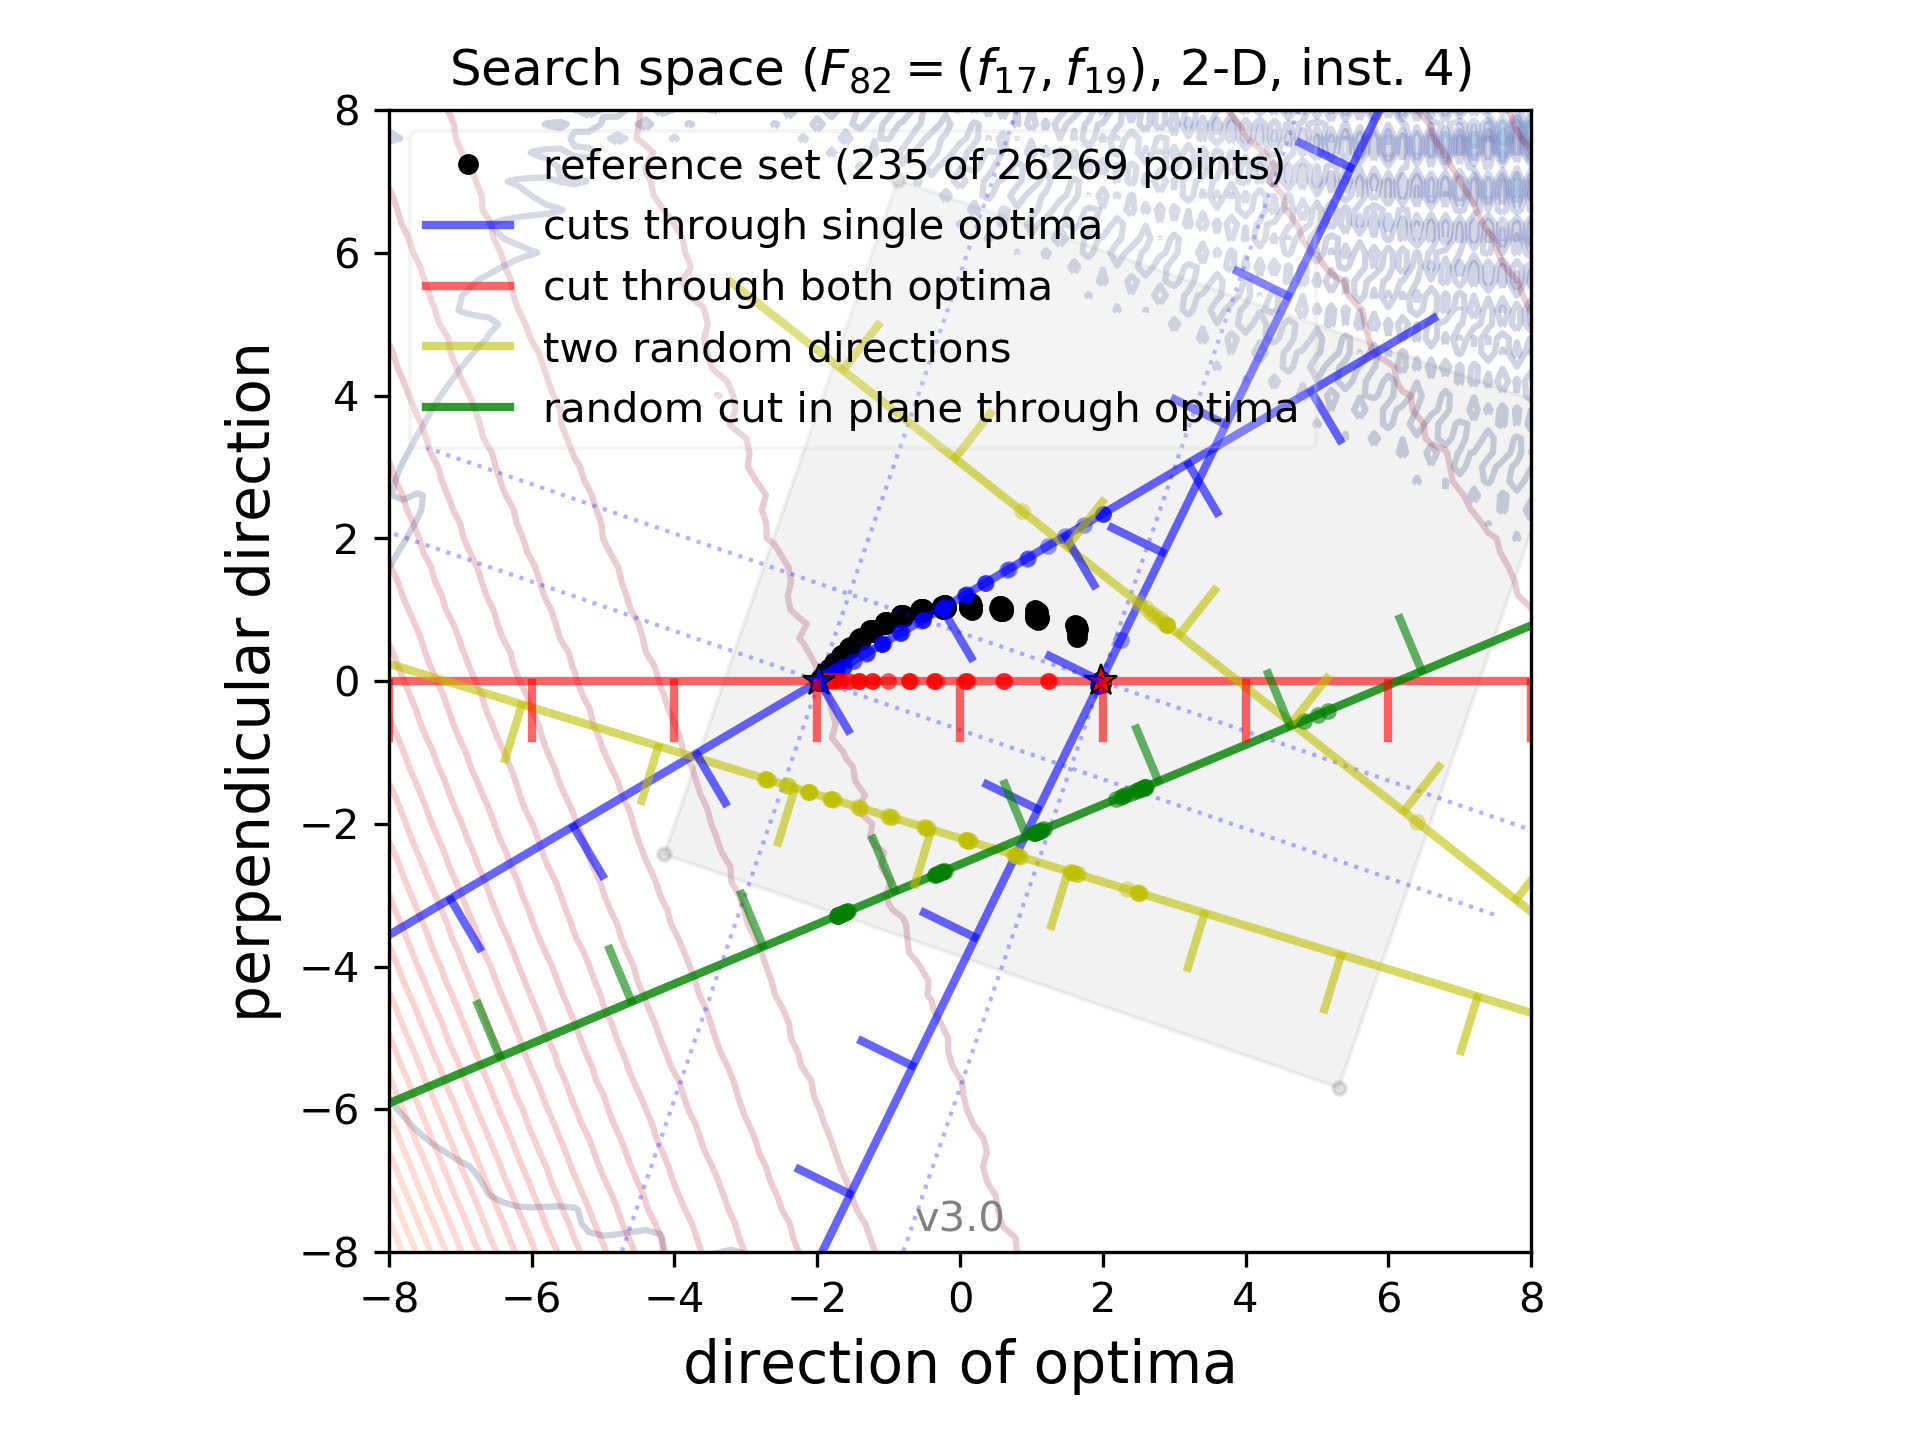 Search space (F82 = (f17, f19), 2-D, inst. 4)
reference set (235 of 26269 points)
cuts through single optima
cut through both optima
two random directions
random cut in plane through optima
perpendicular direction
8
6
4
2
0
−2
−4
−6
−8
v3.0
−8 −6 −4 −2 0 2 4 6 8
direction of optima